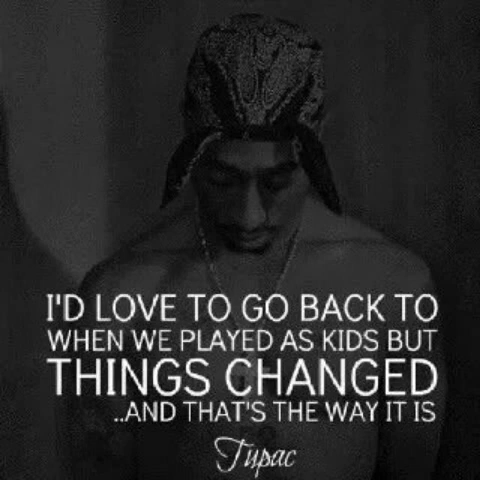 I'D LOVE TO GO BACK TO
WHEN WE PLAYED AS KIDS BUT
THINGS CHANGED
..AND THAT'S THE WAY IT IS
Tupac